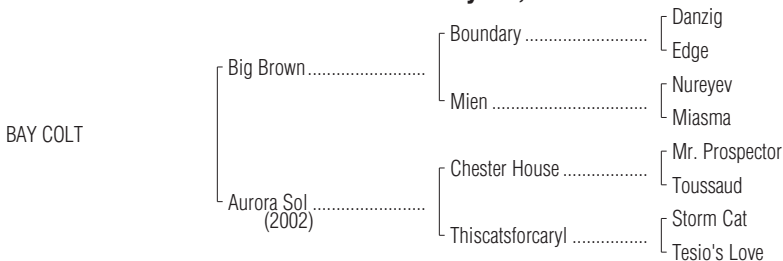 Danzig
Boundary ..............................
Edge
Big Brown...........................
Nureyev
Mien ......................................
Miasma
BAY COLT
Mr. Prospector
Chester House .....................
Toussaud
Aurora Sol ..........................
(2002)
Storm Cat
Thiscatsforcaryl ...................
Tesio's Love